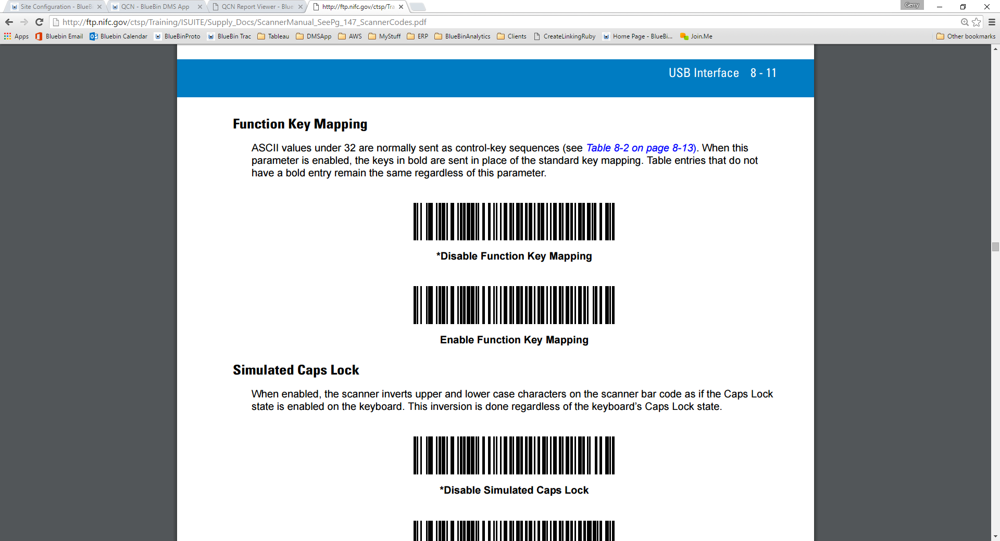 Site Configuration - BlueBi
QCN - BlueBin DMS App
QCN Report Viewer - Blue
http://ftp.nifc.gov/ctsp/Tra
Gerry
http://ftp.nifc.gov/ctsp/Training/ISUITE/Supply_Docs/ScannerManual_SeePg_147_ScannerCodes.pdf
Apps Bluebin Email Bluebin Calendar BlueBinProto BlueBin Trac Tableau DMSApp AWS MyStuff ERP BlueBinAnalytics Clients CreateLinkingRuby Home Page - BlueBi... Join.Me Other bookmarks
USB Interface 8 - 11
Function Key Mapping
ASCII values under 32 are normally sent as control-key sequences (see Table 8-2 on page 8-13). When this
parameter is enabled, the keys in bold are sent in place of the standard key mapping. Table entries that do not
have a bold entry remain the same regardless of this parameter.
*Disable Function Key Mapping
Enable Function Key Mapping
Simulated Caps Lock
When enabled, the scanner inverts upper and lower case characters on the scanner bar code as if the Caps Lock
state is enabled on the keyboard. This inversion is done regardless of the keyboard’s Caps Lock state.
*Disable Simulated Caps Lock